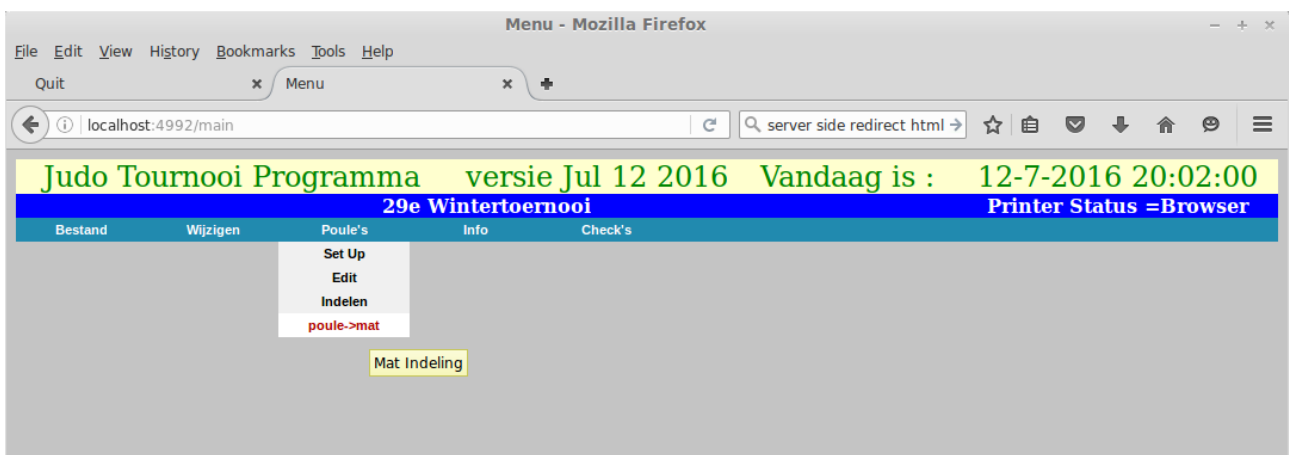 Menu - Mozilla Firefox
File Edit View History Bookmarks Tools Help
Quit Menu
localhost:4992/main server side redirect html
Judo Tournooi Programma versie Jul 12 2016 Vandaag is : 12-7-2016 20:02:00
29e Wintertoernooi Printer Status =Browser
Bestand Wijzigen Poule's Info Check's
Set Up
Edit
Indelen
poule->mat
Mat Indeling